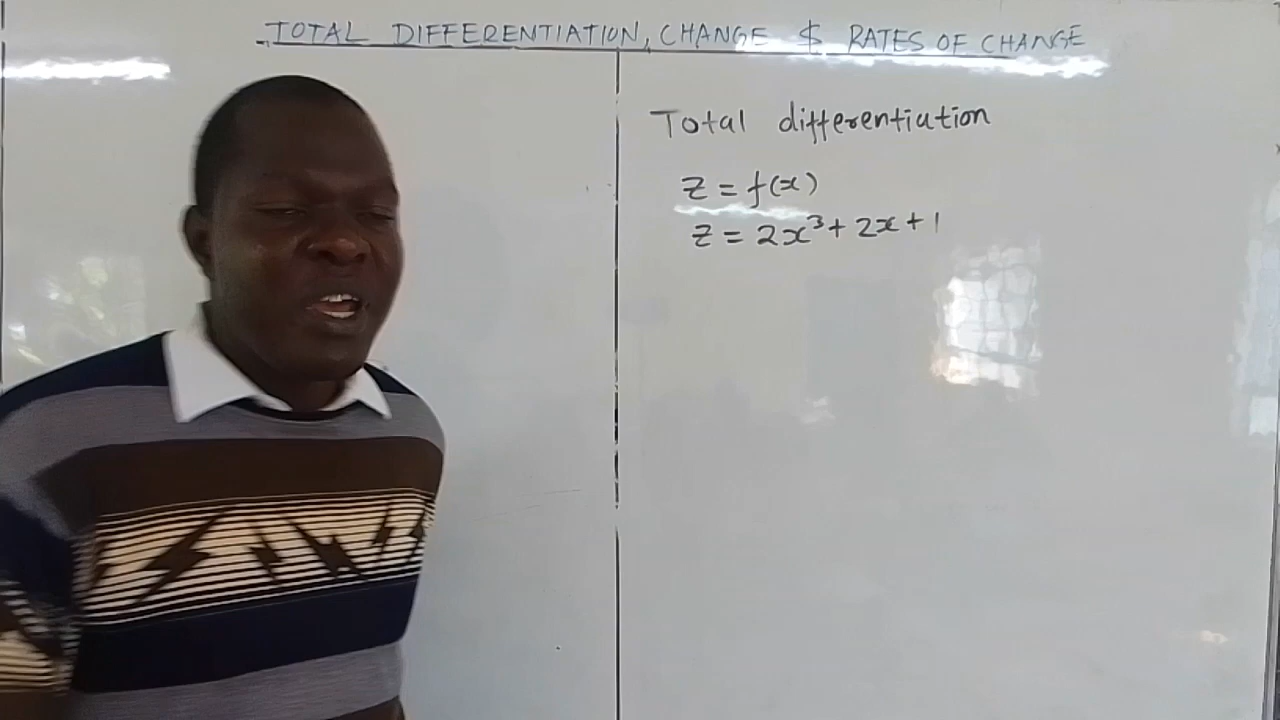 TOTAL DIFFERENTIATION, CHANGE & RATES OF CHANGE
Total differentiation
z = f(x)
z = 2x³ + 2x + 1